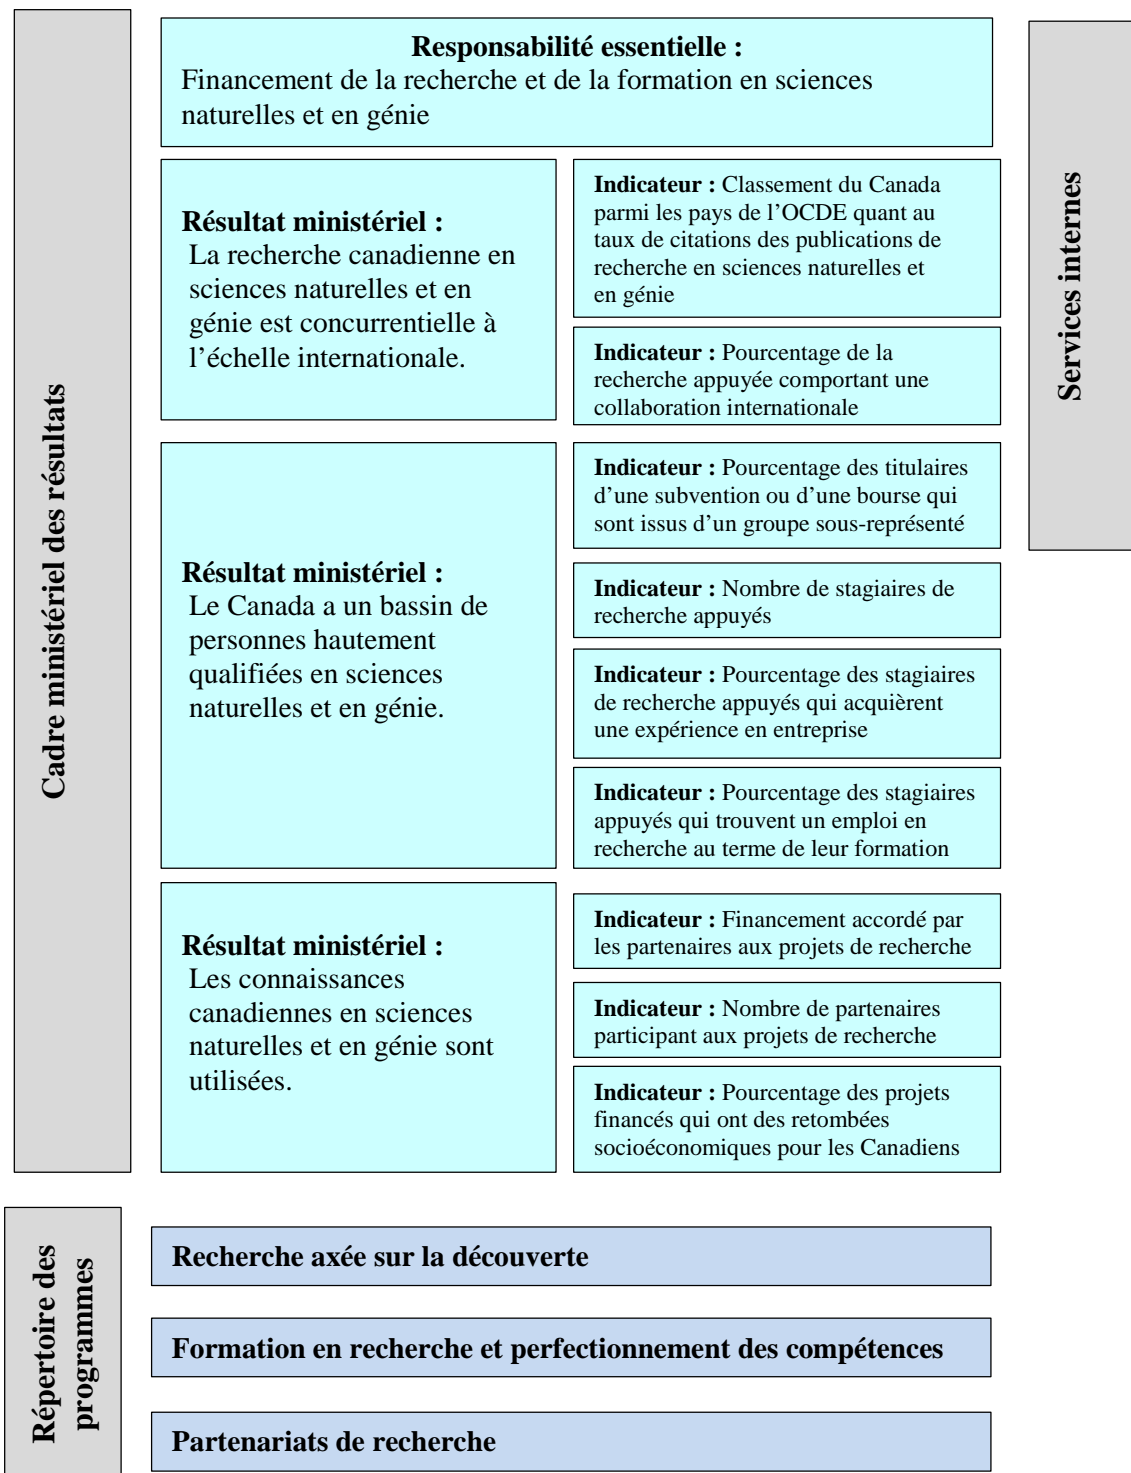 Responsabilité essentielle :
Financement de la recherche et de la formation en sciences
naturelles et en génie
Cadre ministériel des résultats
Résultat ministériel :
La recherche canadienne en
sciences naturelles et en
génie est concurrentielle à
l’échelle internationale.
Indicateur : Classement du Canada
parmi les pays de l’OCDE quant au
taux de citations des publications de
recherche en sciences naturelles et
en génie
Indicateur : Pourcentage de la
recherche appuyée comportant une
collaboration internationale
Résultat ministériel :
Le Canada a un bassin de
personnes hautement
qualifiées en sciences
naturelles et en génie.
Indicateur : Pourcentage des titulaires
d’une subvention ou d’une bourse qui
sont issus d’un groupe sous-représenté
Indicateur : Nombre de stagiaires de
recherche appuyés
Indicateur : Pourcentage des stagiaires
de recherche appuyés qui acquièrent
une expérience en entreprise
Indicateur : Pourcentage des stagiaires
appuyés qui trouvent un emploi en
recherche au terme de leur formation
Résultat ministériel :
Les connaissances
canadiennes en sciences
naturelles et en génie sont
utilisées.
Indicateur : Financement accordé par
les partenaires aux projets de recherche
Indicateur : Nombre de partenaires
participant aux projets de recherche
Indicateur : Pourcentage des projets
financés qui ont des retombées
socioéconomiques pour les Canadiens
Services internes
Répertoire des
programmes
Recherche axée sur la découverte
Formation en recherche et perfectionnement des compétences
Partenariats de recherche